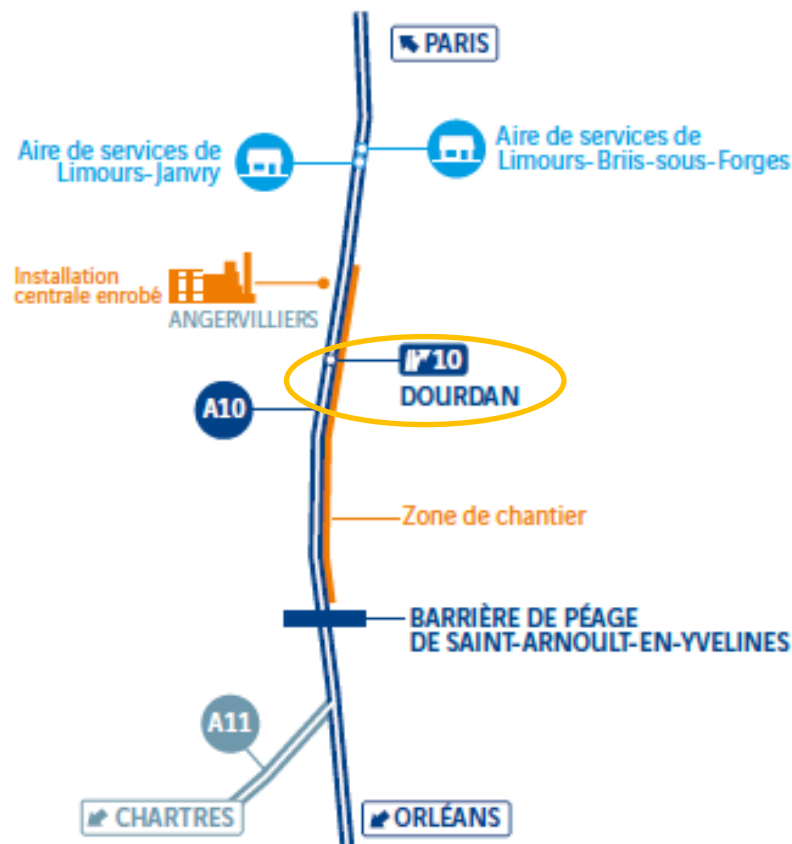 PARIS
Aire de services de
Limours-Janvry
Aire de services de
Limours-Briis-sous-Forges
Installation
centrale enrobé
ANGERVILLIERS
10
DOURDAN
A10
Zone de chantier
BARRIÈRE DE PÉAGE
DE SAINT-ARNOULT-EN-YVELINES
A11
CHARTRES
ORLÉANS